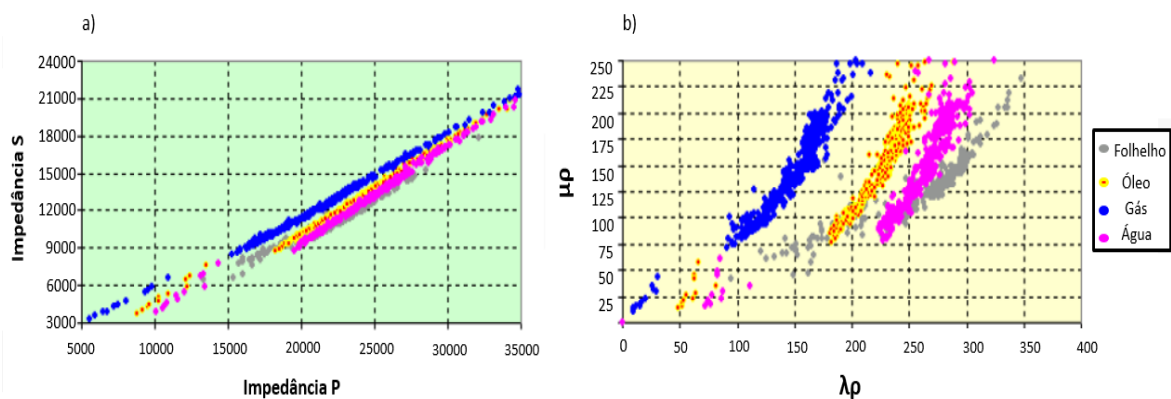 a)
24000
21000
18000
15000
12000
9000
6000
3000
Impedância S
5000 10000 15000 20000 25000 30000 35000
Impedância P
b)
250
225
200
175
150
125
100
75
50
25
μρ
0 50 100 150 200 250 300 350 400
λρ
Folhelho
Óleo
Gás
Água